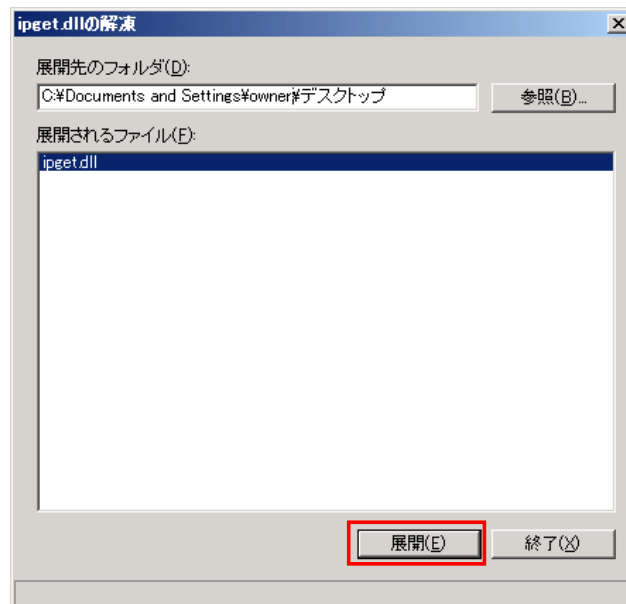 ipget.dllの解凍
展開先のフォルダ(D):
C:¥Documents and Settings¥owner¥デスクトップ
参照(B)...
展開されるファイル(F):
ipget.dll
展開(E)
終了(X)